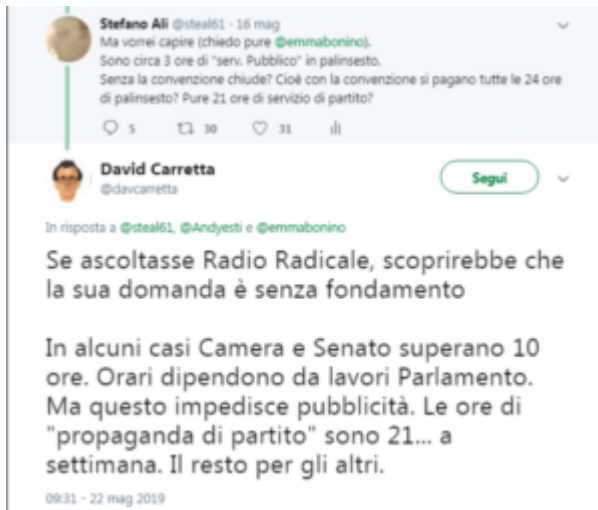 Stefano Ali @steal61 · 16 mag
Ma vorrei capire (chiedo pure @emmabonino).
Sono circa 3 ore di "serv. Pubblico" in palinsesto.
Senza la convenzione chiude? Cioè con la convenzione si pagano tutte le 24 ore
di palinsesto? Pure 21 ore di servizio di partito?
5 30 31
David Carretta
@davcarretta
Segui
In risposta a @steal61, @Andyesti e @emmabonino
Se ascoltasse Radio Radicale, scoprirebbe che
la sua domanda è senza fondamento
In alcuni casi Camera e Senato superano 10
ore. Orari dipendono da lavori Parlamento.
Ma questo impedisce pubblicità. Le ore di
"propaganda di partito" sono 21... a
settimana. Il resto per gli altri.
09:31 - 22 mag 2019